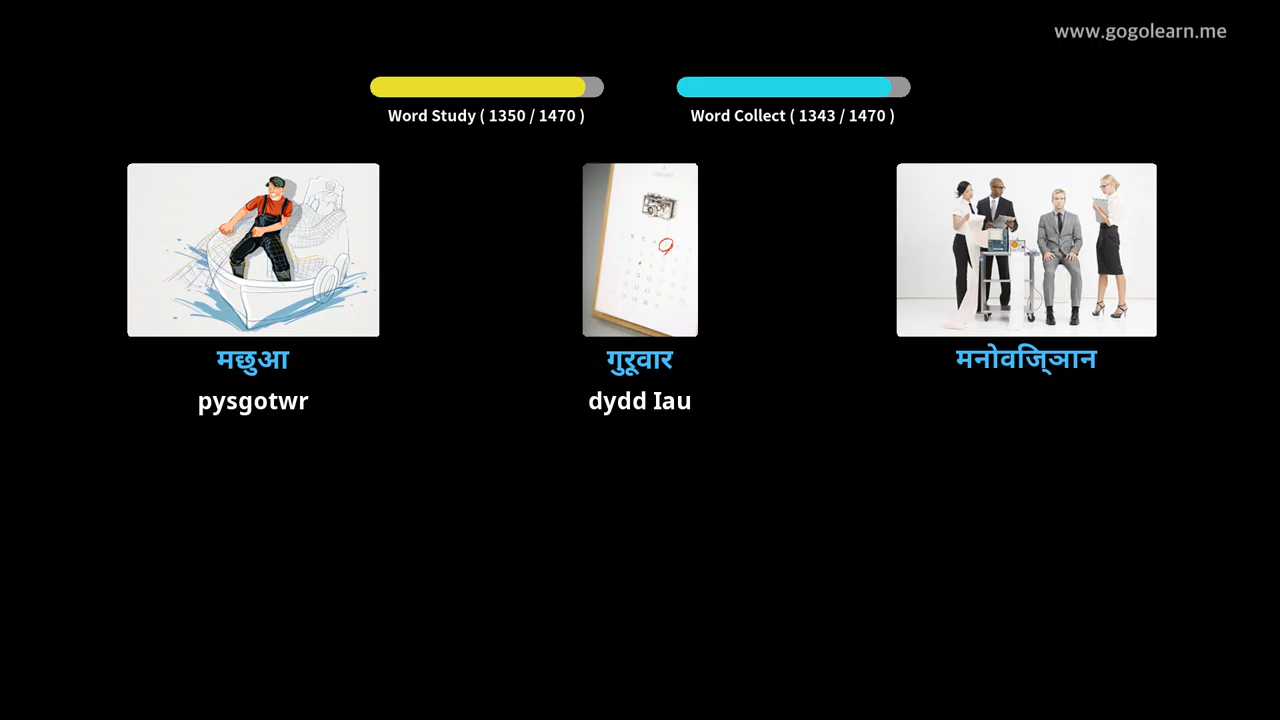 www.gogolearn.me
Word Study ( 1350 / 1470 )
Word Collect ( 1343 / 1470 )
मछुआ
गुरूवार
मनोवजि्ञान
pysgotwr
dydd Iau